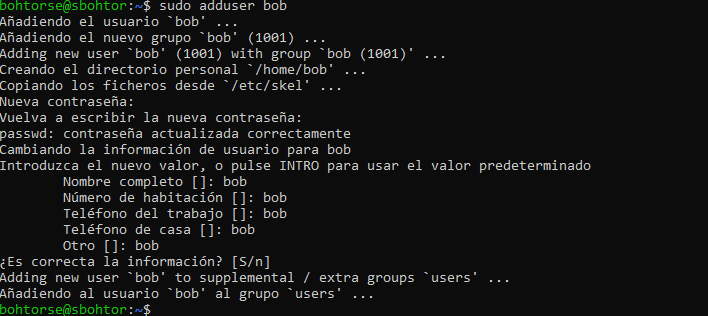 bohtorse@sbohtor:~$ sudo adduser bob
Añadiendo el usuario `bob' ...
Añadiendo el nuevo grupo `bob' (1001) ...
Adding new user `bob' (1001) with group `bob (1001)' ...
Creando el directorio personal `/home/bob' ...
Copiando los ficheros desde `/etc/skel' ...
Nueva contraseña:
Vuelva a escribir la nueva contraseña:
passwd: contraseña actualizada correctamente
Cambiando la información de usuario para bob
Introduzca el nuevo valor, o pulse INTRO para usar el valor predeterminado
        Nombre completo []: bob
        Número de habitación []: bob
        Teléfono del trabajo []: bob
        Teléfono de casa []: bob
        Otro []: bob
¿Es correcta la información? [S/n]
Adding new user `bob' to supplemental / extra groups `users' ...
Añadiendo al usuario `bob' al grupo `users' ...
bohtorse@sbohtor:~$